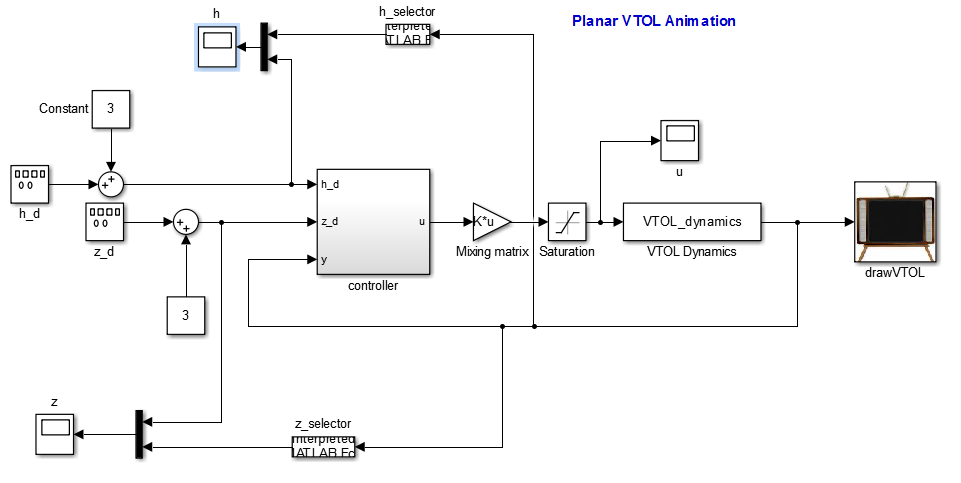 h
h_selector
Planar VTOL Animation
Constant
3
u
h_d
h_d
z_d
z_d
y
u
controller
K*u
Mixing matrix
Saturation
VTOL_dynamics
VTOL Dynamics
drawVTOL
3
z
z_selector